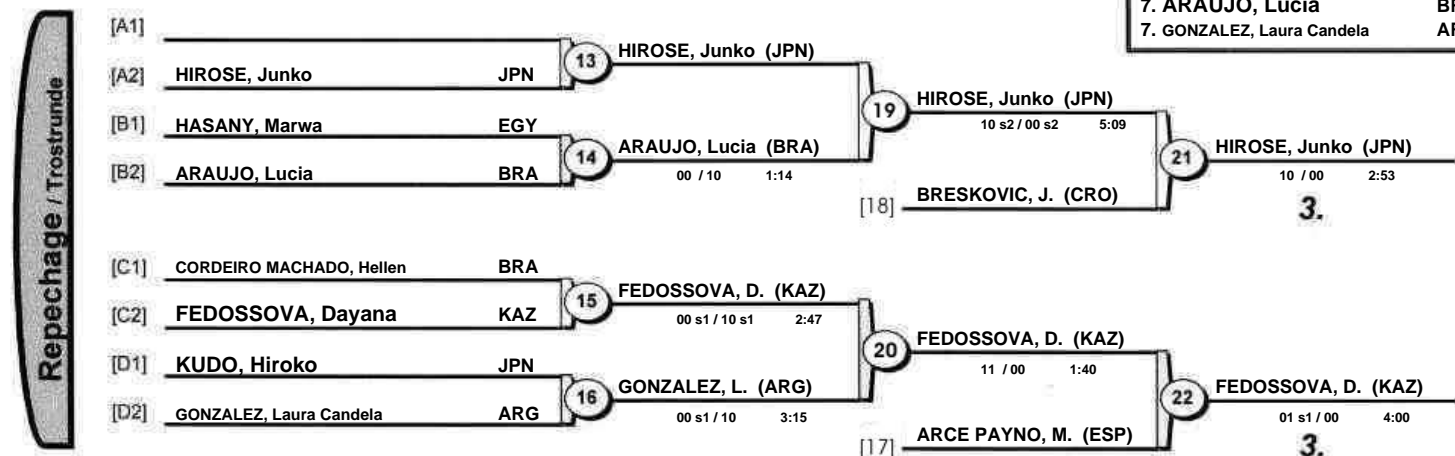 7. ARAUJO, Lucia
7. GONZALEZ, Laura Candela
Repechage / Trostrunde
[A1]
[A2] HIROSE, Junko JPN
13
HIROSE, Junko (JPN)
[B1] HASANY, Marwa EGY
[B2] ARAUJO, Lucia BRA
14
ARAUJO, Lucia (BRA)
00 / 10 1:14
19
HIROSE, Junko (JPN)
10 s2 / 00 s2 5:09
[18] BRESKOVIC, J. (CRO)
21
HIROSE, Junko (JPN)
10 / 00 2:53
3.
[C1] CORDEIRO MACHADO, Hellen BRA
[C2] FEDOSSOVA, Dayana KAZ
15
FEDOSSOVA, D. (KAZ)
00 s1 / 10 s1 2:47
[D1] KUDO, Hiroko JPN
[D2] GONZALEZ, Laura Candela ARG
16
GONZALEZ, L. (ARG)
00 s1 / 10 3:15
20
FEDOSSOVA, D. (KAZ)
11 / 00 1:40
[17] ARCE PAYNO, M. (ESP)
22
FEDOSSOVA, D. (KAZ)
01 s1 / 00 4:00
3.